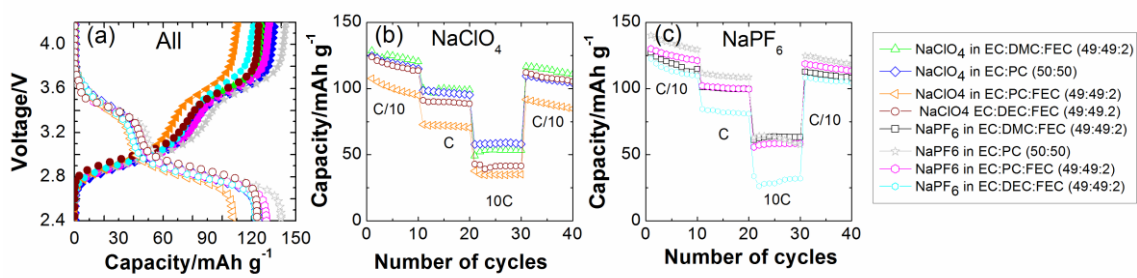 (a) All
4.2
3.9
3.6
3.3
3.0
2.7
2.4
Voltage/V
0 30 60 90 120 150
Capacity/mAh g-1
(b) NaClO4
150
100
50
0
Capacity/mAh g-1
C/10
C
10C
C/10
0 10 20 30 40
Number of cycles
(c) NaPF6
150
100
50
0
Capacity/mAh g-1
C/10
C
10C
C/10
0 10 20 30 40
Number of cycles
NaClO4 in EC:DMC:FEC (49:49:2)
NaClO4 in EC:PC (50:50)
NaClO4 in EC:PC:FEC (49:49:2)
NaClO4 EC:DEC:FEC (49:49:2)
NaPF6 in EC:DMC:FEC (49:49:2)
NaPF6 in EC:PC (50:50)
NaPF6 in EC:PC:FEC (49:49:2)
NaPF6 in EC:DEC:FEC (49:49:2)